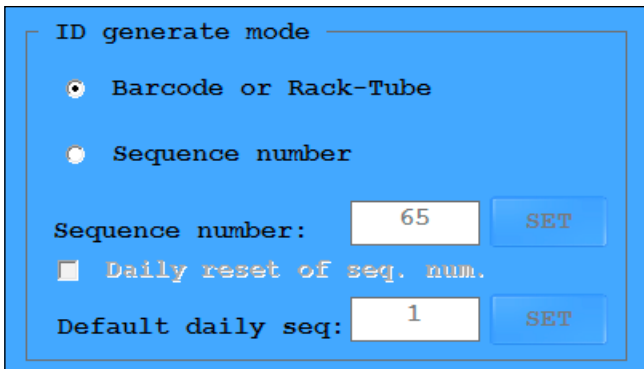 ID generate mode
Barcode or Rack-Tube
Sequence number
Sequence number: 65 SET
Daily reset of seq. num.
Default daily seq: 1 SET